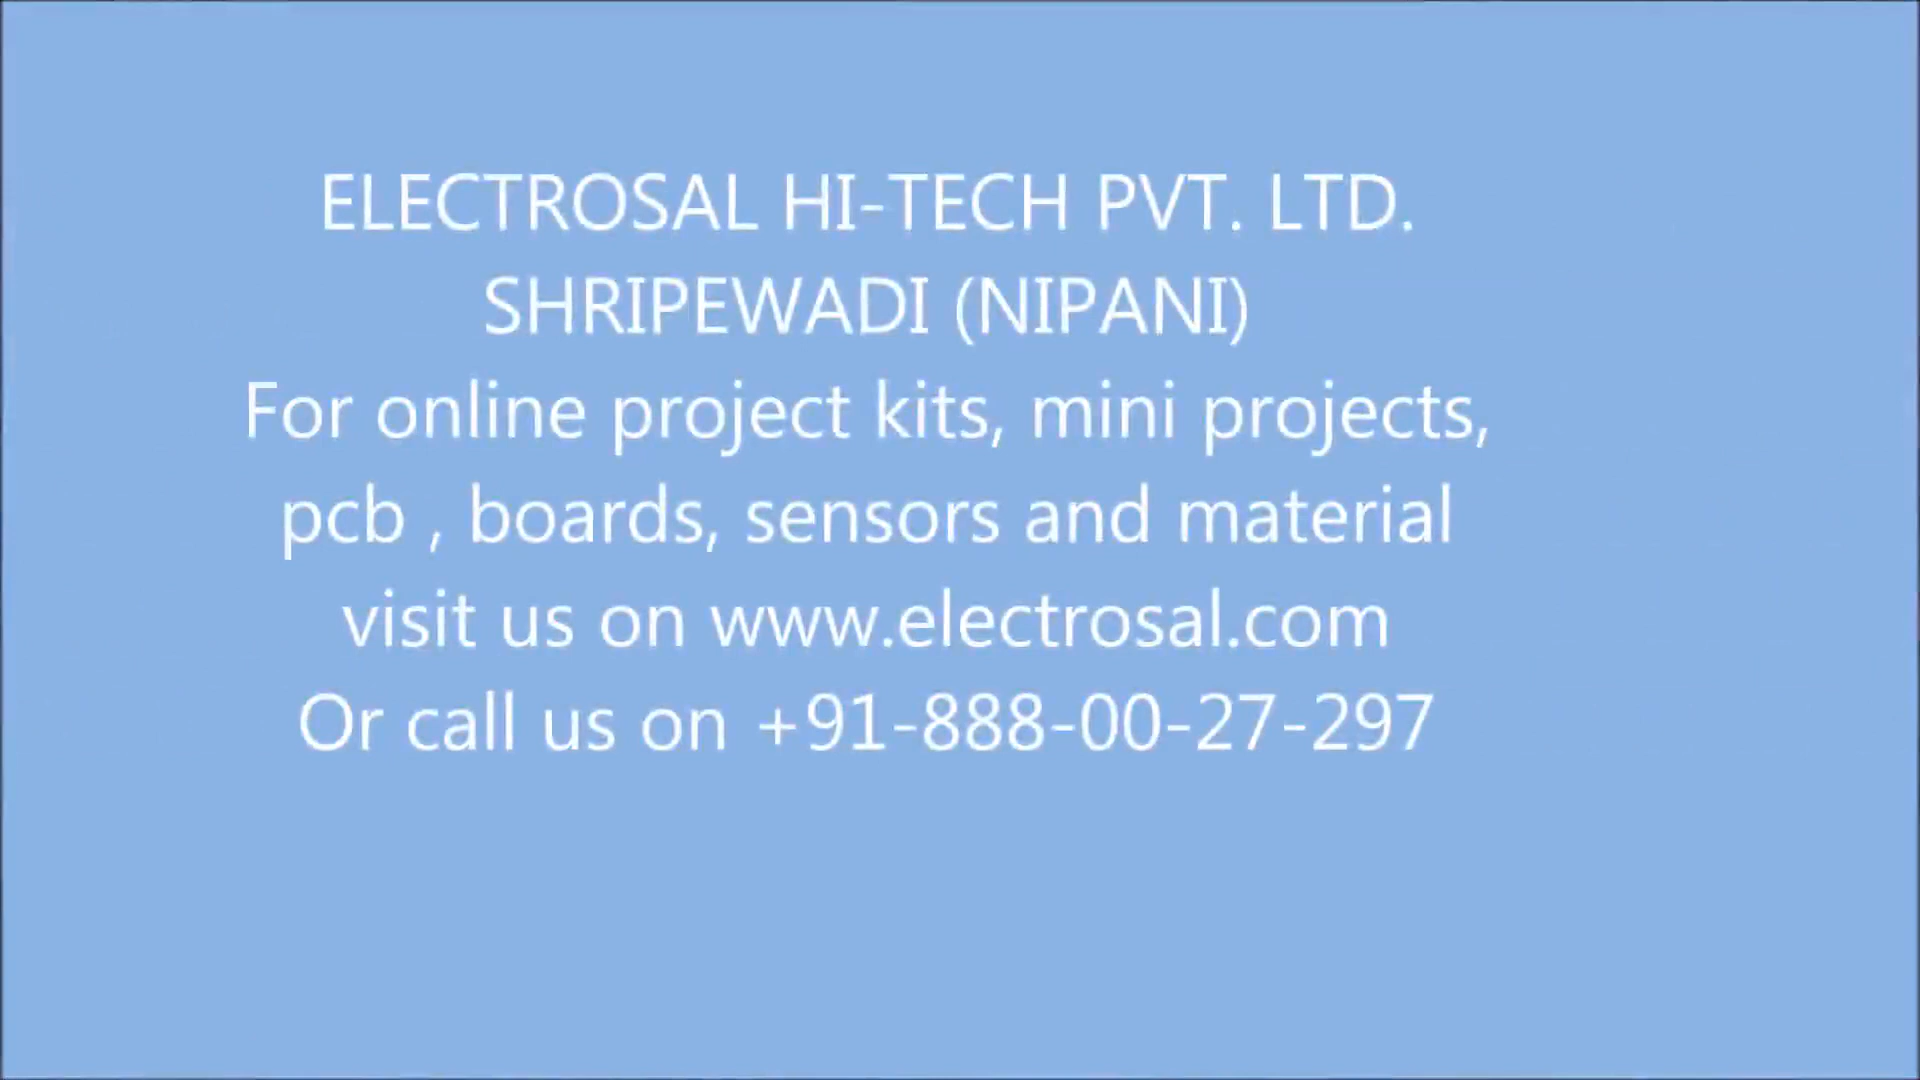 ELECTROSAL HI-TECH PVT. LTD.
SHRIPEWADI (NIPANI)
For online project kits, mini projects,
pcb , boards, sensors and material
visit us on www.electrosal.com
Or call us on +91-888-00-27-297